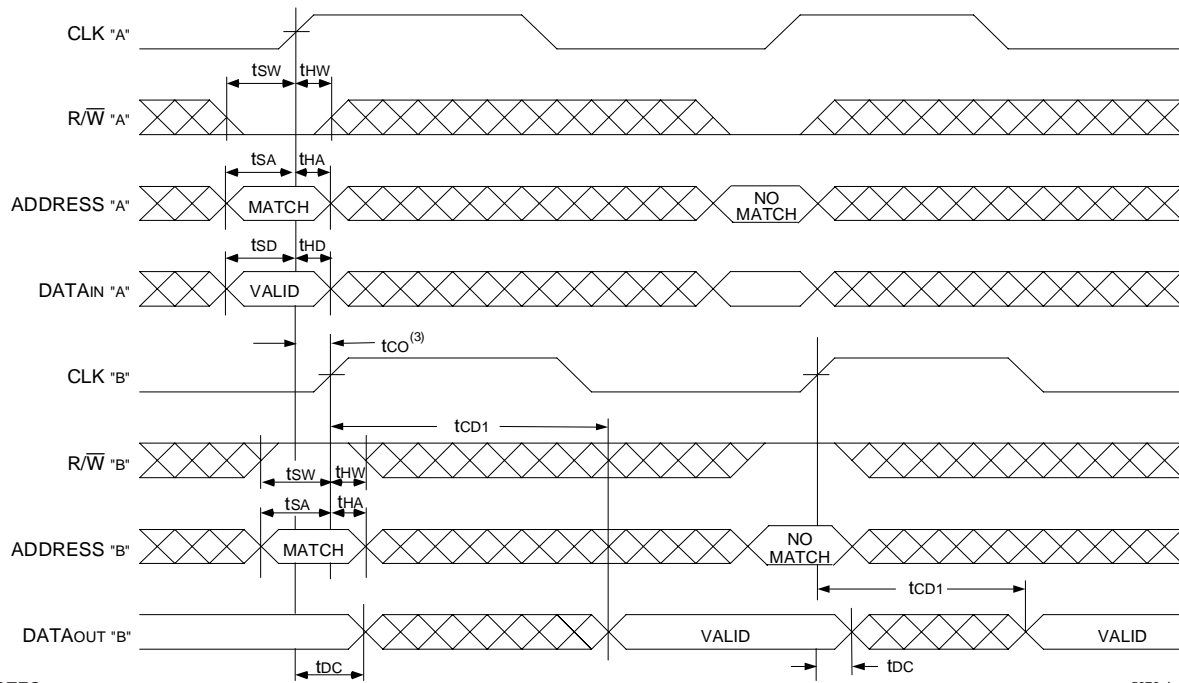 CLK "A"
tSW tHW
R/W̅ "A"
tSA tHA
ADDRESS "A" MATCH NO MATCH
tSD tHD
DATAIN "A" VALID
tCO(3)
CLK "B"
tCD1
R/W̅ "B"
tSW tHW
tSA tHA
ADDRESS "B" MATCH NO MATCH
tCD1
DATAOUT "B" VALID VALID
tDC tDC